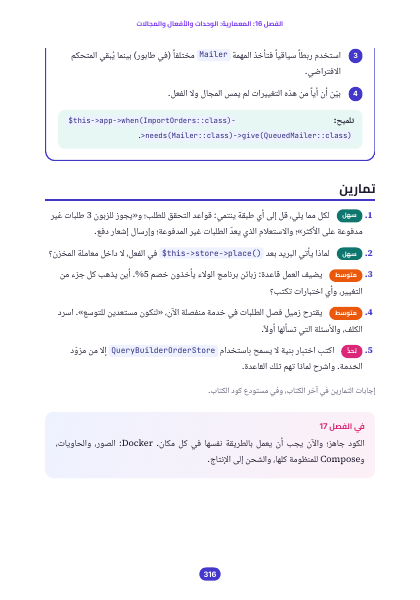 الفصل 16: المعمارية: الوحدات والأفعال والمجالات
3 استخدم ربطاً سياقياً فتأخذ المهمة Mailer مختلفاً (في طابور) بينما يُبقي المتحكم
الافتراضي.
4 بيّن أن أياً من هذه التغييرات لم يمس المجال ولا الفعل.
تلميح: $this->app->when(ImportOrders::class)-
>needs(Mailer::class)->give(QueuedMailer::class).
تمارين
1. سهل لكل مما يلي، قل إلى أي طبقة ينتمي: قواعد التحقق للطلب؛ و«يجوز للزبون 3 طلبات غير
مدفوعة على الأكثر»؛ والاستعلام الذي يعدّ الطلبات غير المدفوعة؛ وإرسال إشعار دفع.
2. سهل لماذا يأتي البريد بعد $this->store->place() في الفعل، لا داخل معاملة المخزن؟
3. متوسط يضيف العمل قاعدة: زبائن برنامج الولاء يأخذون خصم 5%. أين يذهب كل جزء من
التغيير، وأي اختبارات تكتب؟
4. متوسط يقترح زميل فصل الطلبات في خدمة منفصلة الآن، «لنكون مستعدين للتوسع». اسرد
الكلف، والأسئلة التي تسألها أولاً.
5. تحدٍّ اكتب اختبار بنية لا يسمح باستخدام QueryBuilderOrderStore إلا من مزوّد
الخدمة. واشرح لماذا تهم تلك القاعدة.
إجابات التمارين في آخر الكتاب، وفي مستودع كود الكتاب.
في الفصل 17
الكود جاهز؛ والآن يجب أن يعمل بالطريقة نفسها في كل مكان. Docker: الصور، والحاويات،
وCompose للمنظومة كلها، والشحن إلى الإنتاج.
316